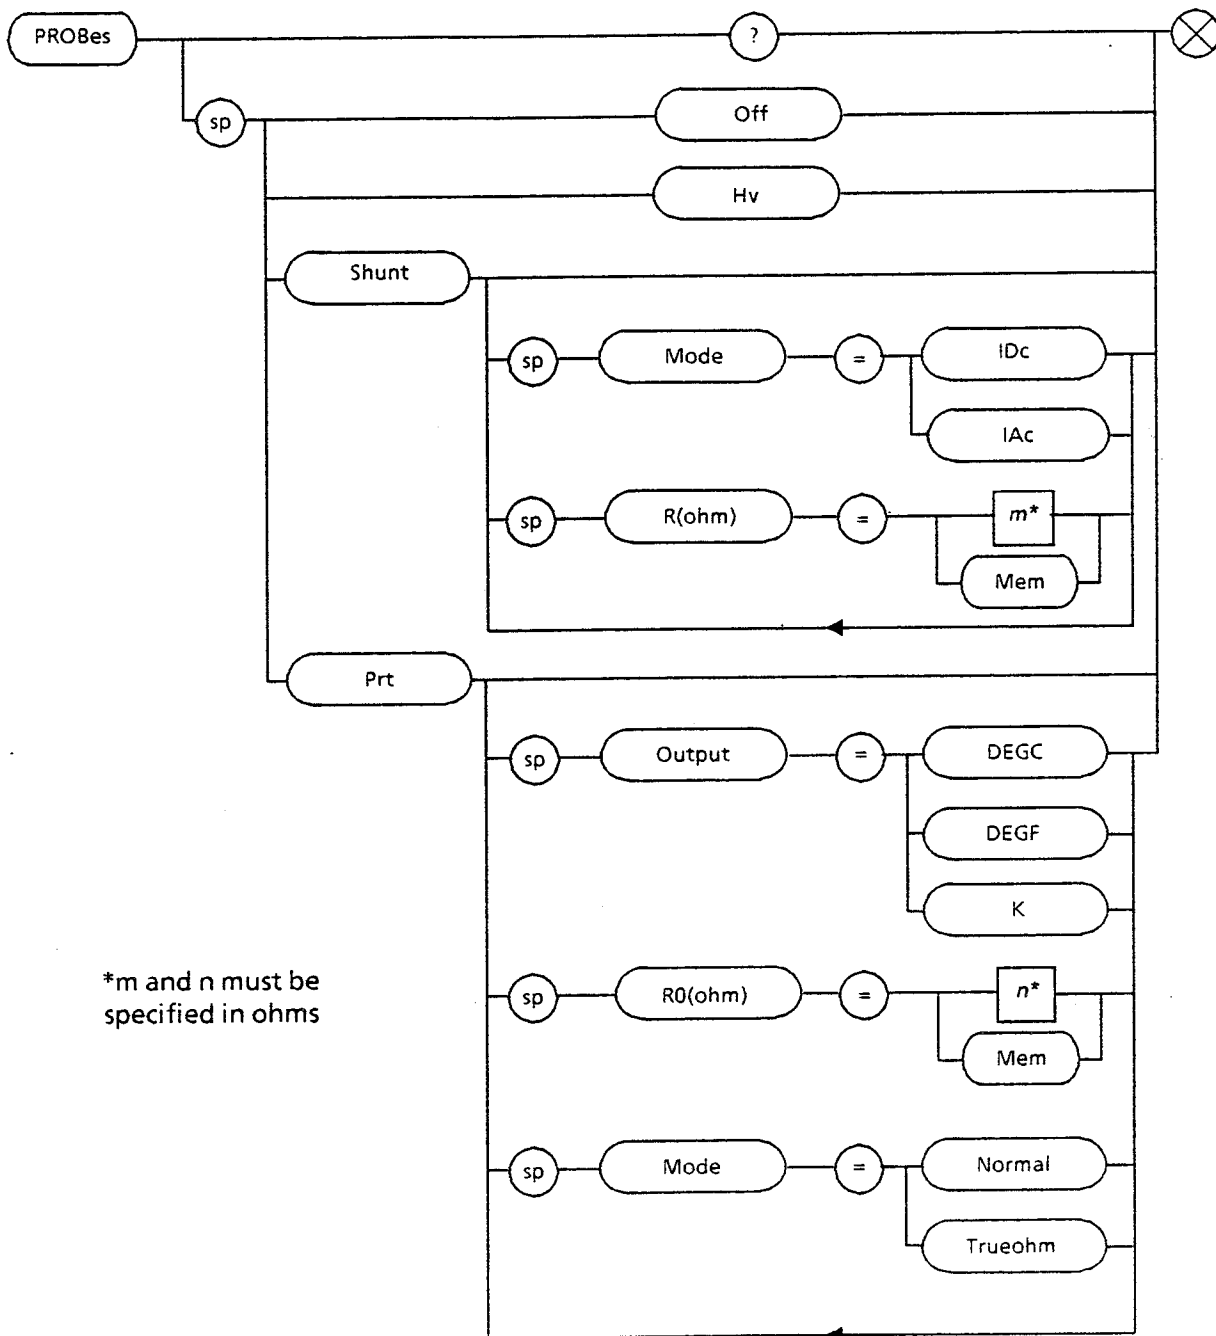 PROBes ?
sp Off
Hv
Shunt
sp Mode = IDc
IAc
sp R(ohm) = m*
Mem
Prt
sp Output = DEGC
DEGF
K
*m and n must be
specified in ohms
sp R0(ohm) = n*
Mem
sp Mode = Normal
Trueohm